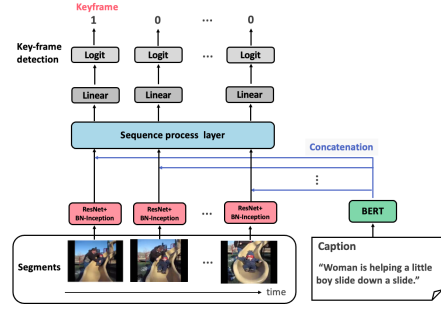 Keyframe
1 0 ... 0
Key-frame
detection
Logit Logit ... Logit
Linear Linear Linear
Sequence process layer
Concatenation
⋮
ResNet+
BN-Inception
ResNet+
BN-Inception
...
ResNet+
BN-Inception
BERT
Segments
...
time
Caption
“Woman is helping a little
boy slide down a slide.”